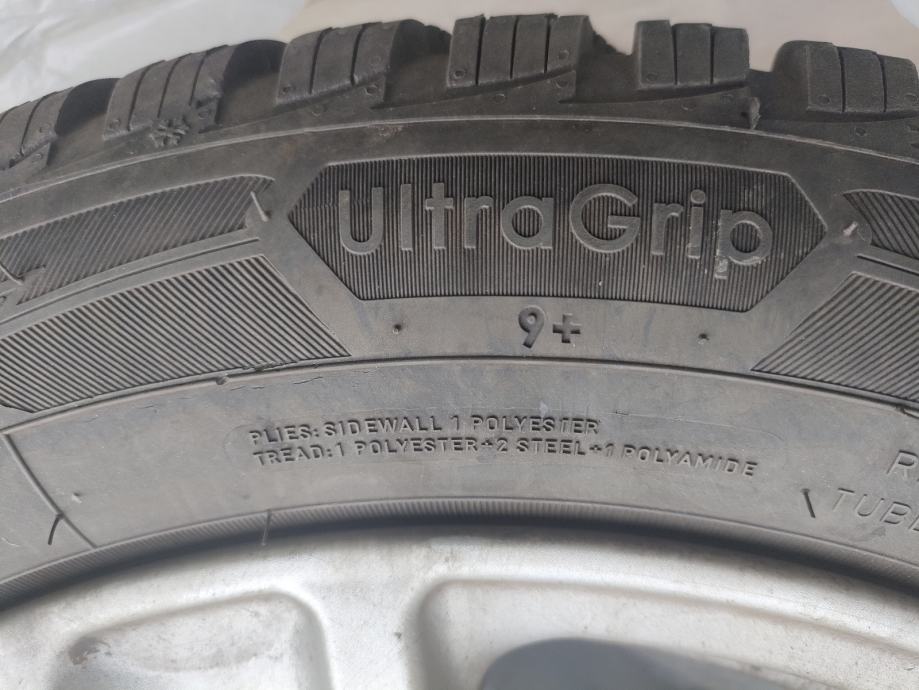 UltraGrip
9+
PLIES: SIDEWALL 1 POLYESTER
TREAD:1 POLYESTER+2 STEEL+1 POLYAMIDE